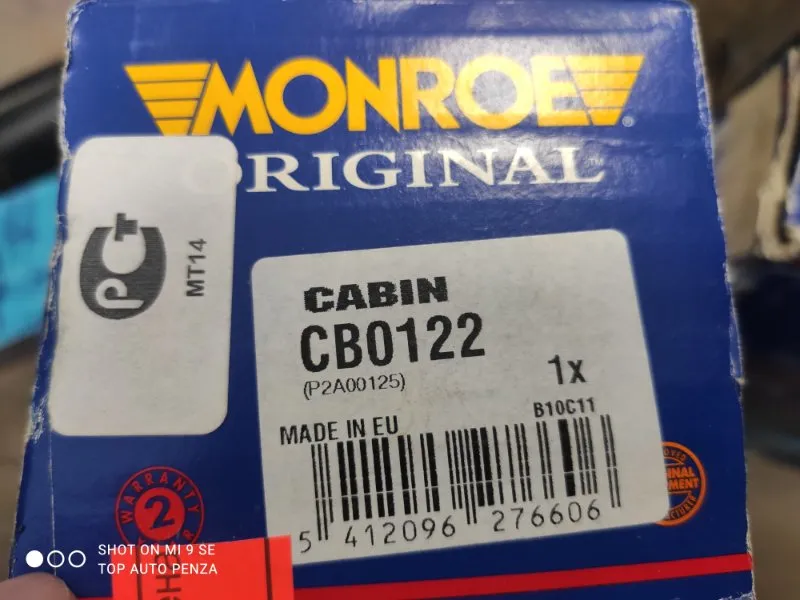 MONROE
ORIGINAL
PCT
MT14
CABIN
CB0122
(P2A00125)
1x
B10C11
MADE IN EU
5 412096 276606
WARRANTY
2
SHOT ON MI 9 SE
TOP AUTO PENZA